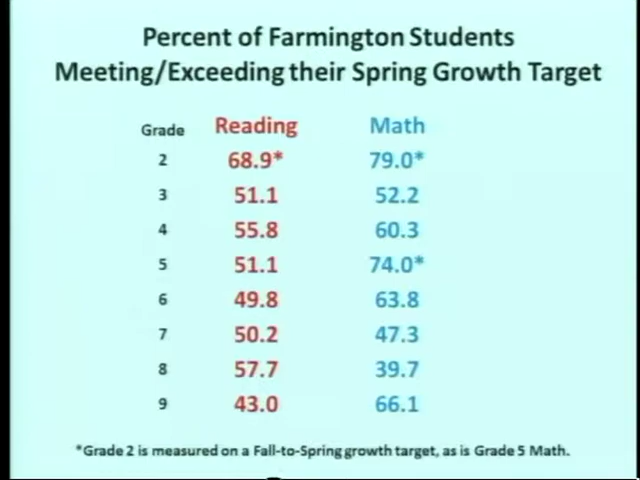 Percent of Farmington Students
Meeting/Exceeding their Spring Growth Target
Grade Reading Math
2 68.9* 79.0*
3 51.1 52.2
4 55.8 60.3
5 51.1 74.0*
6 49.8 63.8
7 50.2 47.3
8 57.7 39.7
9 43.0 66.1
*Grade 2 is measured on a Fall-to-Spring growth target, as is Grade 5 Math.